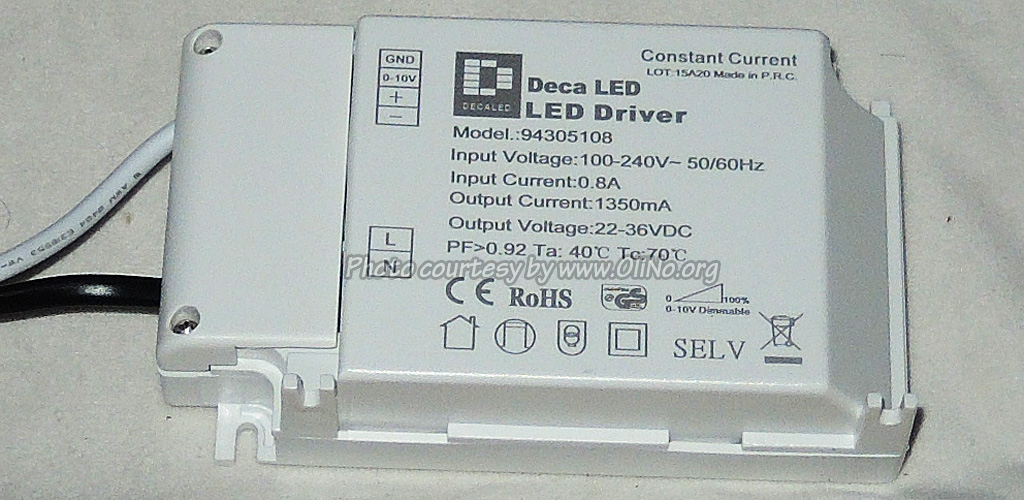 GND
0-10V
+
−
L
N
DECALED
Deca LED
LED Driver
Constant Current
LOT:15A20 Made in P.R.C.
Model.:94305108
Input Voltage:100-240V~ 50/60Hz
Input Current:0.8A
Output Current:1350mA
Output Voltage:22-36VDC
PF>0.92 Ta: 40℃ Tc:70℃
Photo courtesy by www.OliNo.org
CE RoHS
0 100%
0-10V Dimmable
SELV